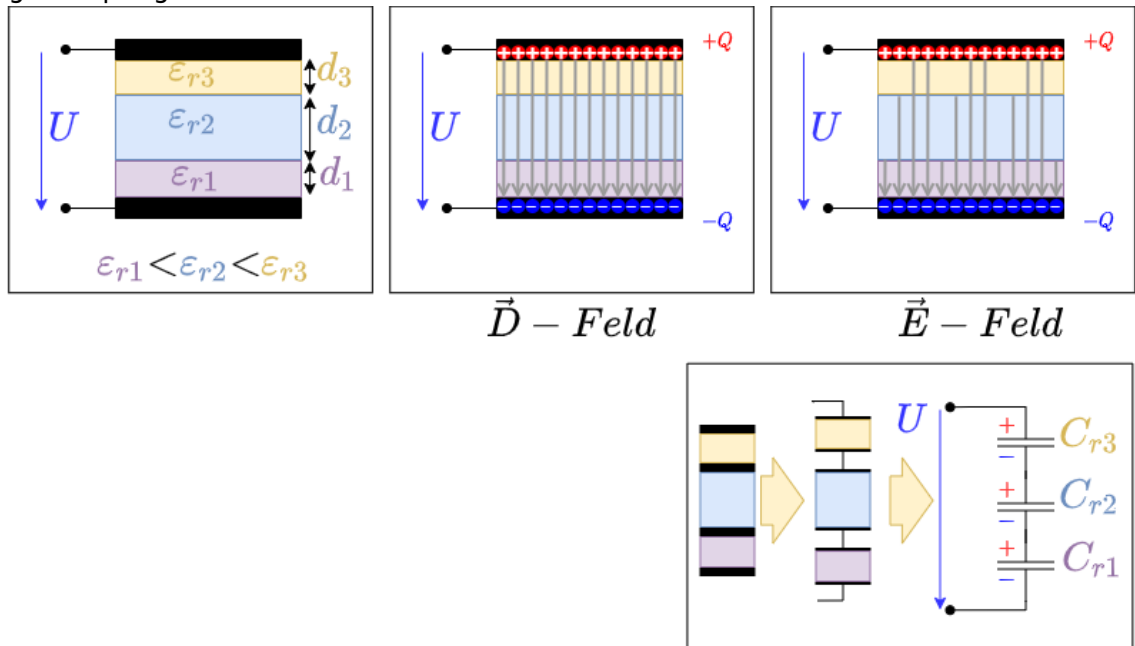 U
εr3
εr2
εr1
d3
d2
d1
εr1<εr2<εr3
U
+Q
−Q
U
+Q
−Q
D⃗ − Feld
E⃗ − Feld
U
+
−
Cr3
+
−
Cr2
+
−
Cr1